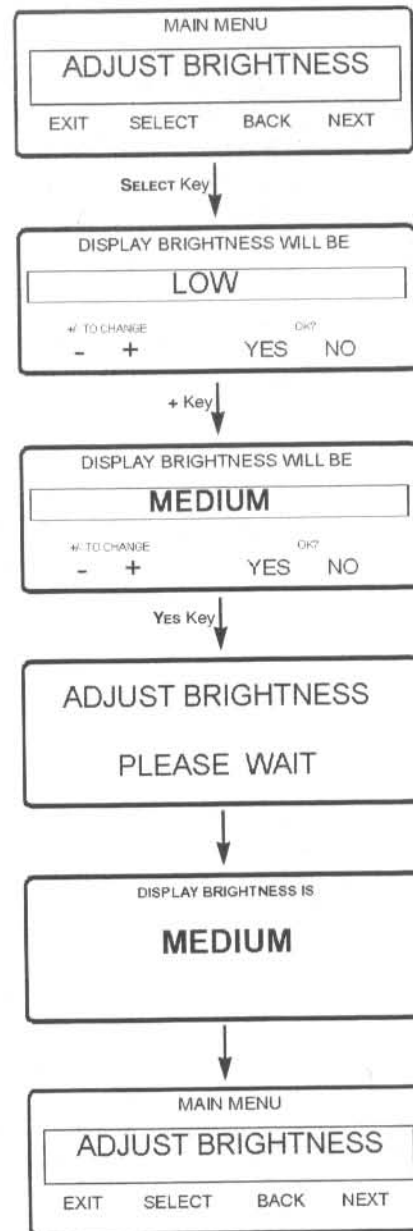 MAIN MENU
ADJUST BRIGHTNESS
EXIT SELECT BACK NEXT
SELECT Key
DISPLAY BRIGHTNESS WILL BE
LOW
+/- TO CHANGE OK?
- + YES NO
+ Key
DISPLAY BRIGHTNESS WILL BE
MEDIUM
+/- TO CHANGE OK?
- + YES NO
YES Key
ADJUST BRIGHTNESS
PLEASE WAIT
DISPLAY BRIGHTNESS IS
MEDIUM
MAIN MENU
ADJUST BRIGHTNESS
EXIT SELECT BACK NEXT